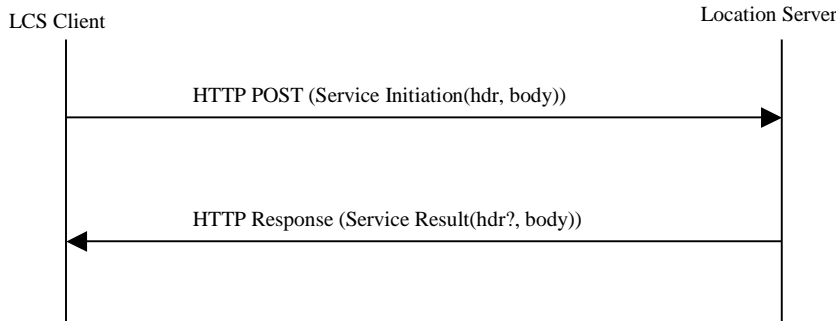 LCS Client
Location Server
HTTP POST (Service Initiation(hdr, body))
HTTP Response (Service Result(hdr?, body))